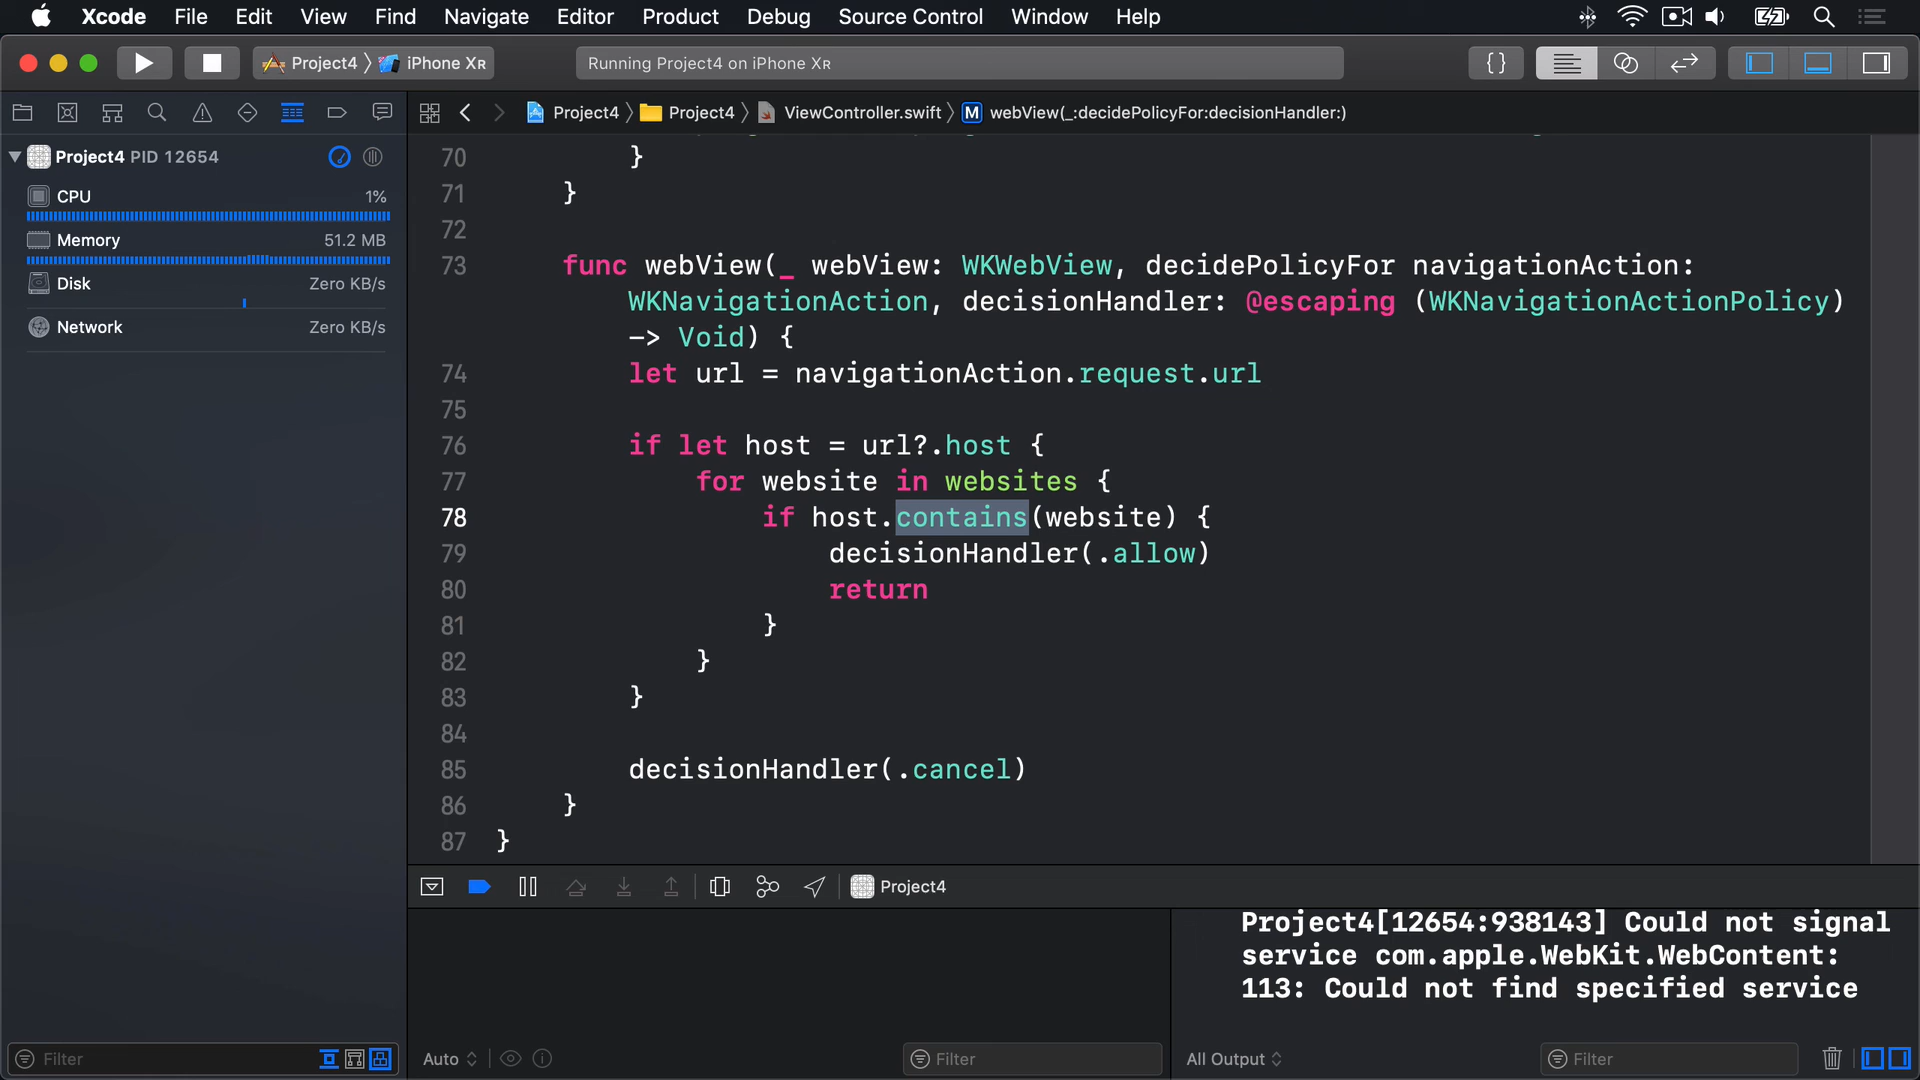 Xcode File Edit View Find Navigate Editor Product Debug Source Control Window Help
Project4 iPhone Xʀ
Running Project4 on iPhone Xʀ
{}
Project4 Project4 ViewController.swift M webView(_:decidePolicyFor:decisionHandler:)
Project4 PID 12654
CPU 1%
Memory 51.2 MB
Disk Zero KB/s
Network Zero KB/s
70 }
71 }
72
73 func webView(_ webView: WKWebView, decidePolicyFor navigationAction:
WKNavigationAction, decisionHandler: @escaping (WKNavigationActionPolicy)
-> Void) {
74 let url = navigationAction.request.url
75
76 if let host = url?.host {
77 for website in websites {
78 if host.contains(website) {
79 decisionHandler(.allow)
80 return
81 }
82 }
83 }
84
85 decisionHandler(.cancel)
86 }
87 }
Project4
Project4[12654:938143] Could not signal
service com.apple.WebKit.WebContent:
113: Could not find specified service
Filter
Auto
Filter
All Output
Filter